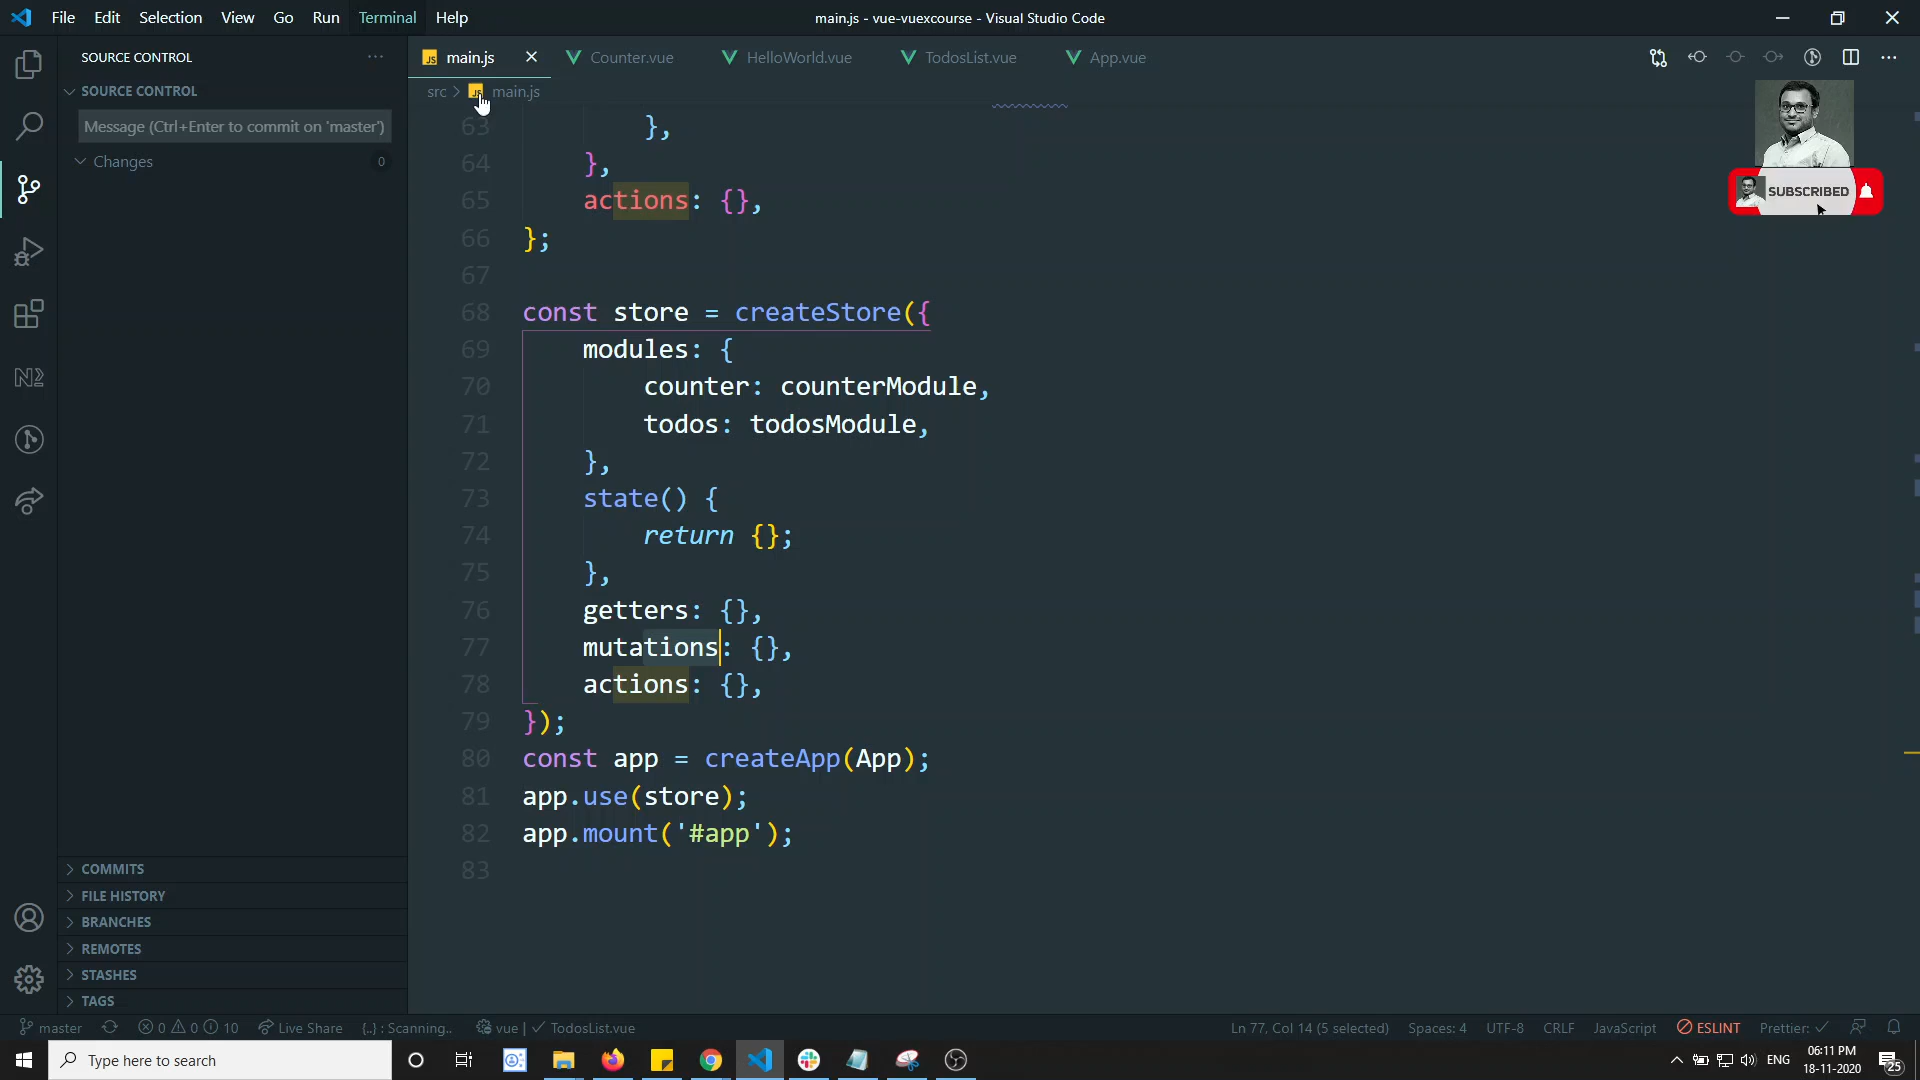 File Edit Selection View Go Run Terminal Help
main.js - vue-vuexcourse - Visual Studio Code
SOURCE CONTROL
main.js Counter.vue HelloWorld.vue TodosList.vue App.vue
SOURCE CONTROL
src > main.js
Message (Ctrl+Enter to commit on 'master')
Changes 0
SUBSCRIBED
63 },
64 },
65 actions: {},
66 };
67
68 const store = createStore({
69 modules: {
70 counter: counterModule,
71 todos: todosModule,
72 },
73 state() {
74 return {};
75 },
76 getters: {},
77 mutations: {},
78 actions: {},
79 });
80 const app = createApp(App);
81 app.use(store);
82 app.mount('#app');
83
COMMITS
FILE HISTORY
BRANCHES
REMOTES
STASHES
TAGS
master 0 0 10 Live Share {..} : Scanning.. vue | TodosList.vue Ln 77, Col 14 (5 selected) Spaces: 4 UTF-8 CRLF JavaScript ESLINT Prettier:
Type here to search
ENG
06:11 PM
18-11-2020
25